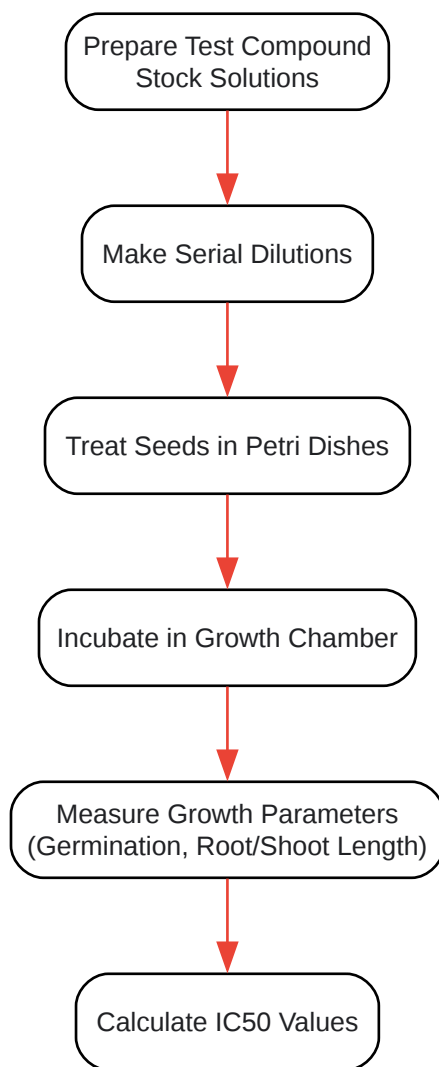 Prepare Test Compound
Stock Solutions
Make Serial Dilutions
Treat Seeds in Petri Dishes
Incubate in Growth Chamber
Measure Growth Parameters
(Germination, Root/Shoot Length)
Calculate IC50 Values